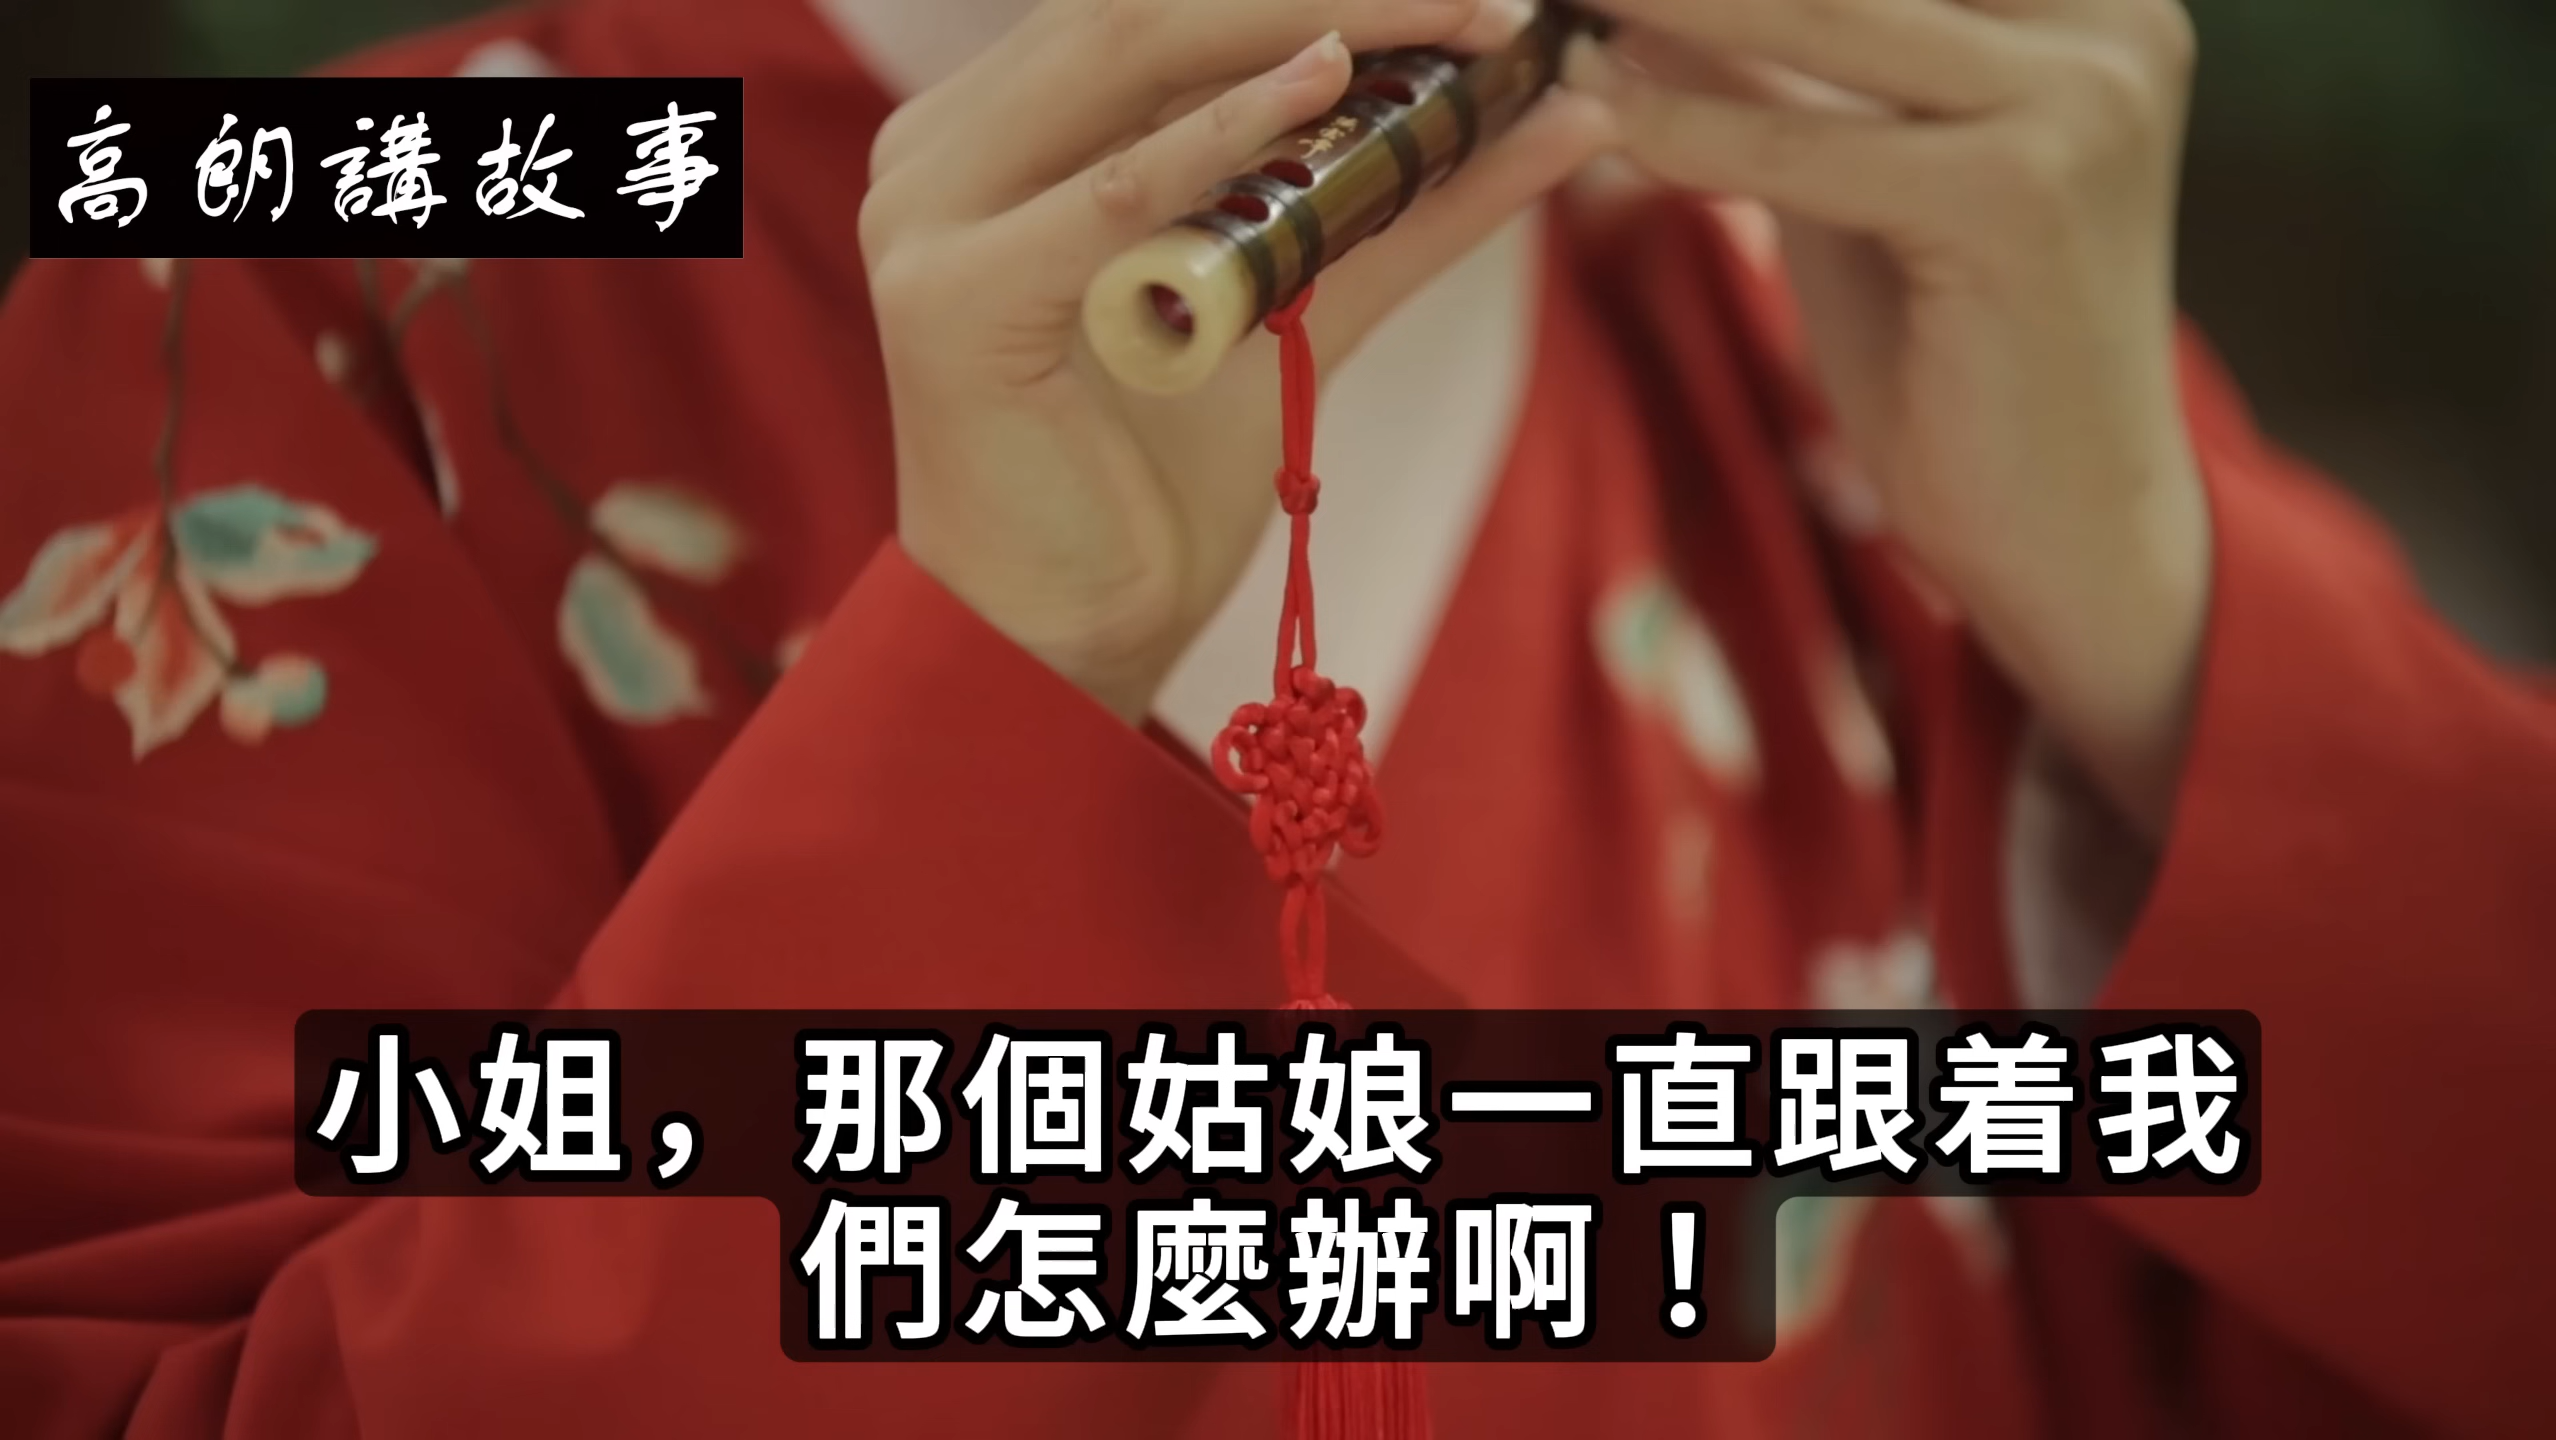 高朗講故事
小姐，那個姑娘一直跟着我
們怎麼辦啊！